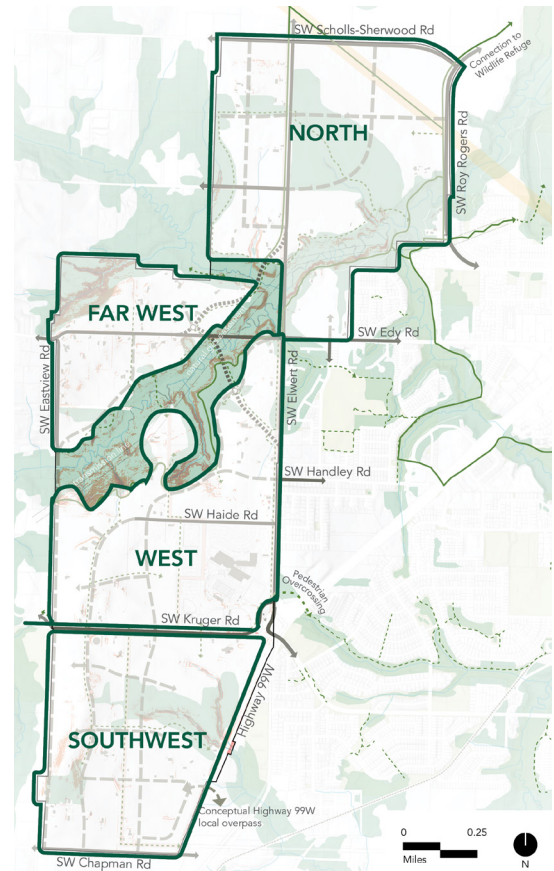 SW Scholls-Sherwood Rd
Connection to
Wildlife Refuge
NORTH
SW Roy Rogers Rd
FAR WEST
SW Edy Rd
SW Eastview Rd
SW Elwert Rd
SW Handley Rd
SW Haide Rd
WEST
Pedestrian
Overcrossing
SW Kruger Rd
Highway 99W
SOUTHWEST
Conceptual Highway 99W
local overpass
SW Chapman Rd
0 0.25
Miles
N